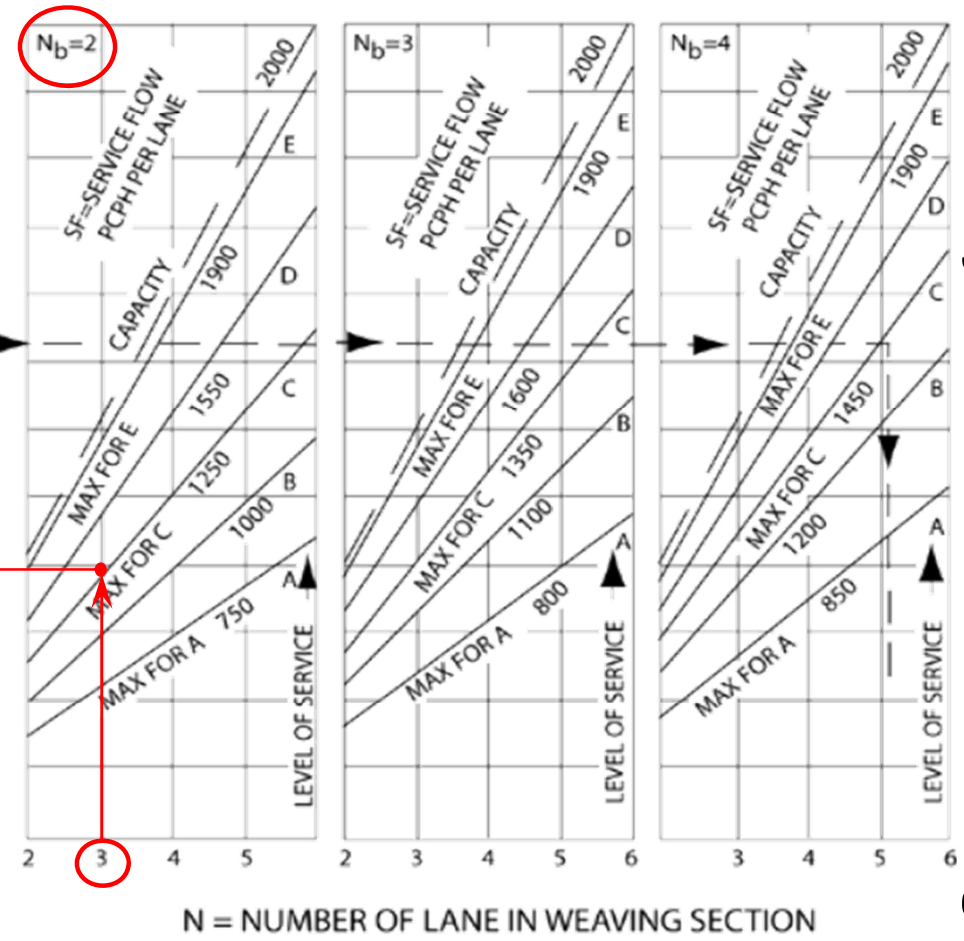 N_b=2
2000
E
SF=SERVICE FLOW
PCPH PER LANE
CAPACITY
1900
D
MAX FOR E
1550
C
1250
B
1000
MAX FOR C
A
750
MAX FOR A
LEVEL OF SERVICE
2 3 4 5
N_b=3
2000
E
SF=SERVICE FLOW
PCPH PER LANE
1900
CAPACITY
D
C
MAX FOR E
1600
B
1350
1100
MAX FOR C
A
800
MAX FOR A
LEVEL OF SERVICE
2 3 4 5 6
N_b=4
2000
E
SF=SERVICE FLOW
PCPH PER LANE
1900
D
CAPACITY
C
MAX FOR E
1450
B
MAX FOR C
1200
A
850
MAX FOR A
LEVEL OF SERVICE
3 4 5 6
N = NUMBER OF LANE IN WEAVING SECTION